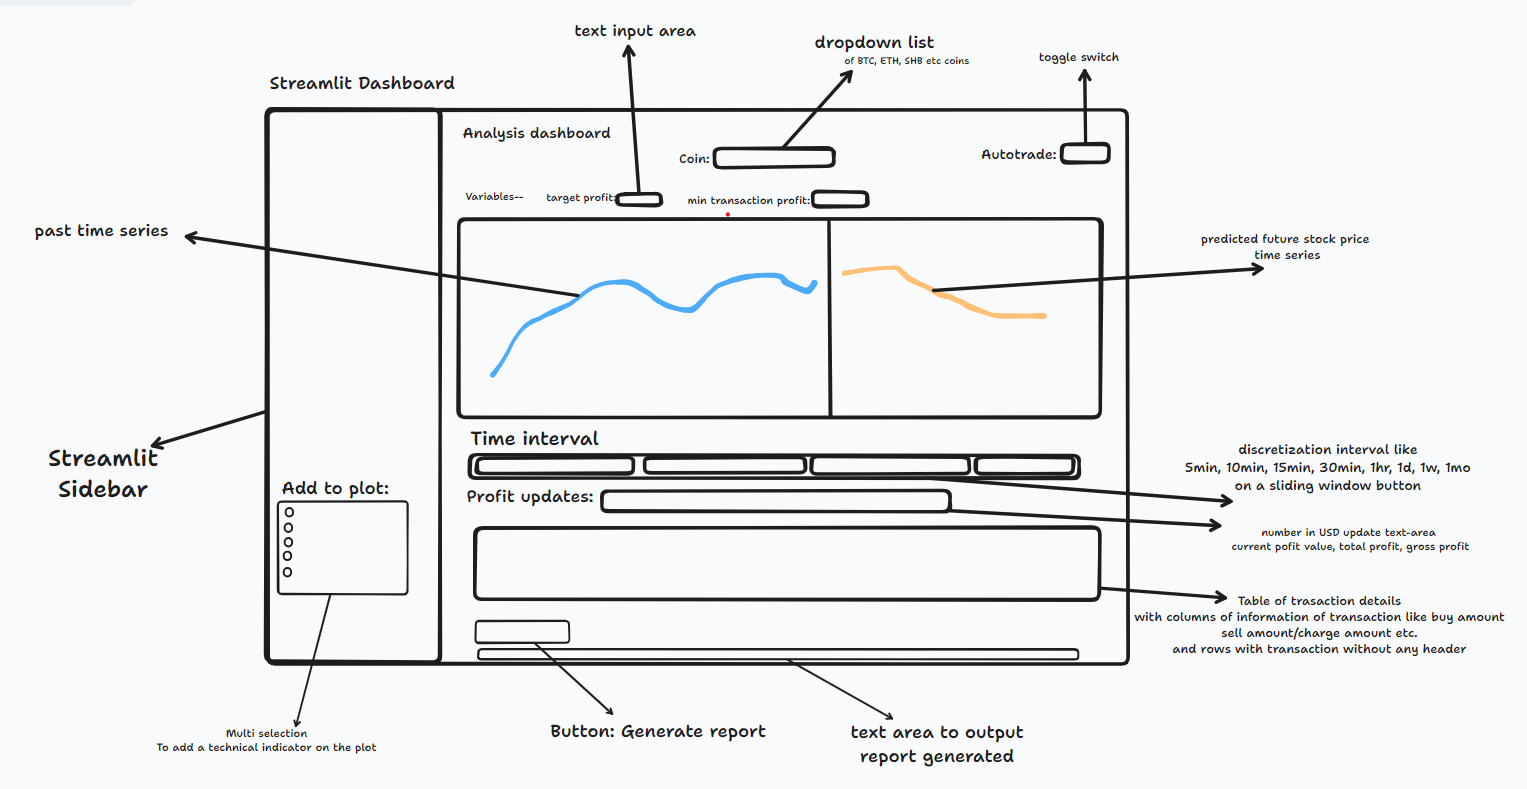 text input area
dropdown list
of BTC, ETH, SHB etc coins
toggle switch
Streamlit Dashboard
Analysis dashboard
Coin:
Autotrade:
Variables--
target profit:
min transaction profit:
past time series
predicted future stock price
time series
Time interval
Streamlit
Sidebar
discretization interval like
5min, 10min, 15min, 30min, 1hr, 1d, 1w, 1mo
on a sliding window button
Add to plot:
Profit updates:
number in USD update text-area
current pofit value, total profit, gross profit
Table of trasaction details
with columns of information of transaction like buy amount
sell amount/charge amount etc.
and rows with transaction without any header
Multi selection
To add a technical indicator on the plot
Button: Generate report
text area to output
report generated